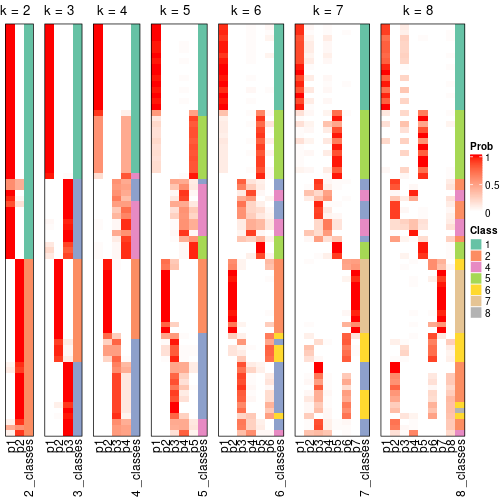 k = 2 k = 3 k = 4 k = 5 k = 6 k = 7 k = 8
Prob
1
0.5
0
Class
1
2
4
5
6
7
8
p1 p2 2_classes p1 p2 p3 3_classes p1 p2 p3 p4 4_classes p1 p2 p3 p4 p5 5_classes p1 p2 p3 p4 p5 p6 6_classes p1 p2 p3 p4 p5 p6 p7 7_classes p1 p2 p3 p4 p5 p6 p7 p8 8_classes